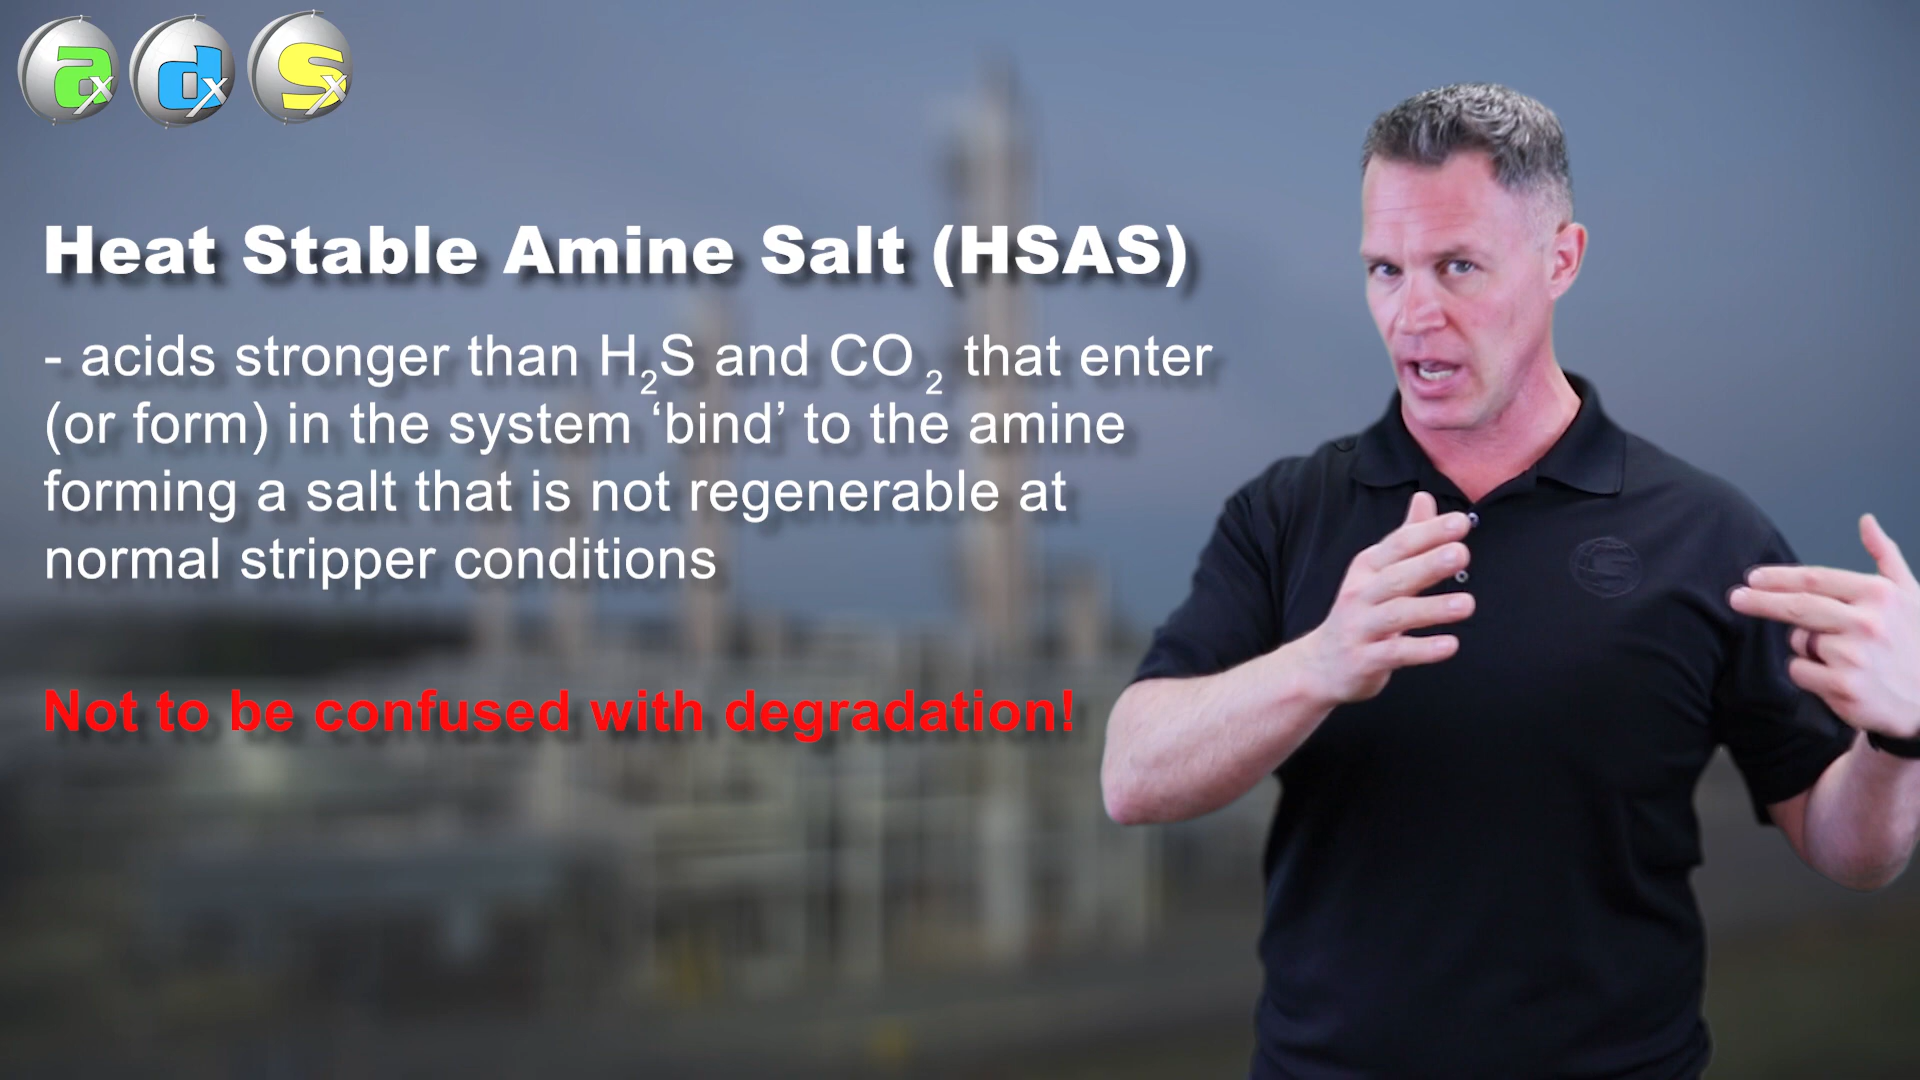 a x d x s x
Heat Stable Amine Salt (HSAS)
- acids stronger than H₂S and CO₂ that enter
(or form) in the system ‘bind’ to the amine
forming a salt that is not regenerable at
normal stripper conditions
Not to be confused with degradation!